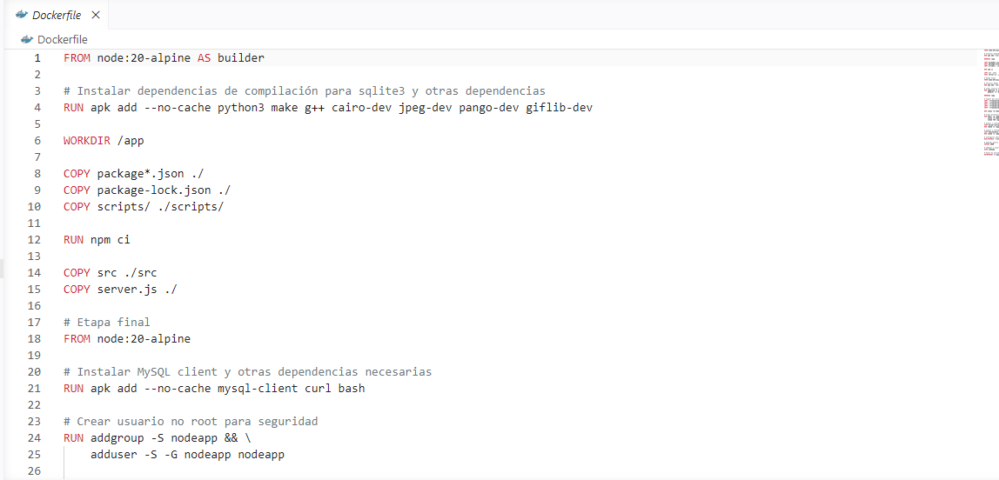 Dockerfile
Dockerfile
1 FROM node:20-alpine AS builder
2
3 # Instalar dependencias de compilación para sqlite3 y otras dependencias
4 RUN apk add --no-cache python3 make g++ cairo-dev jpeg-dev pango-dev giflib-dev
5
6 WORKDIR /app
7
8 COPY package*.json ./
9 COPY package-lock.json ./
10 COPY scripts/ ./scripts/
11
12 RUN npm ci
13
14 COPY src ./src
15 COPY server.js ./
16
17 # Etapa final
18 FROM node:20-alpine
19
20 # Instalar MySQL client y otras dependencias necesarias
21 RUN apk add --no-cache mysql-client curl bash
22
23 # Crear usuario no root para seguridad
24 RUN addgroup -S nodeapp && \
25 adduser -S -G nodeapp nodeapp
26